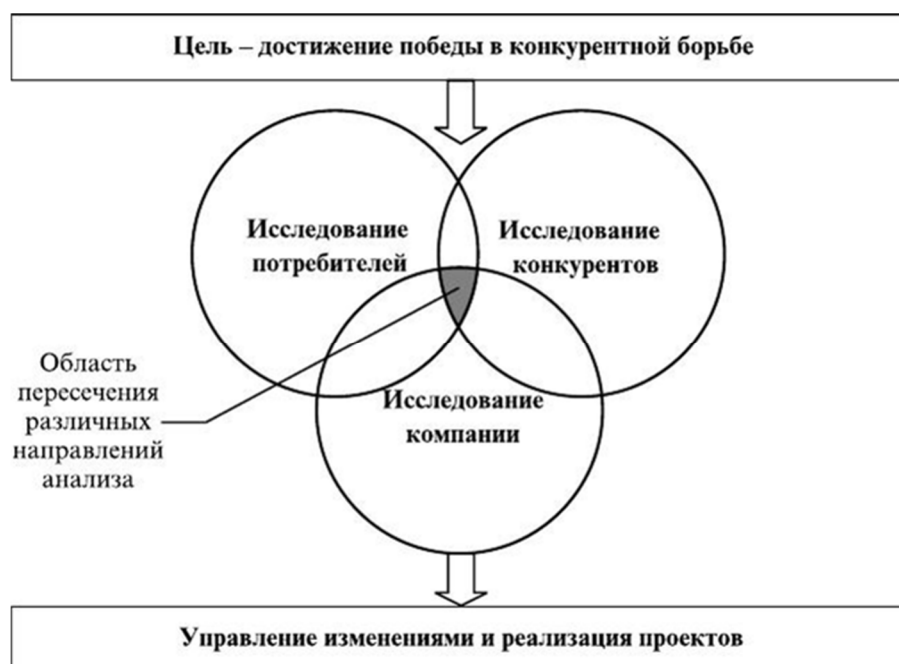 Цель – достижение победы в конкурентной борьбе
Исследование
потребителей
Исследование
конкурентов
Область
пересечения
различных
направлений
анализа
Исследование
компании
Управление изменениями и реализация проектов